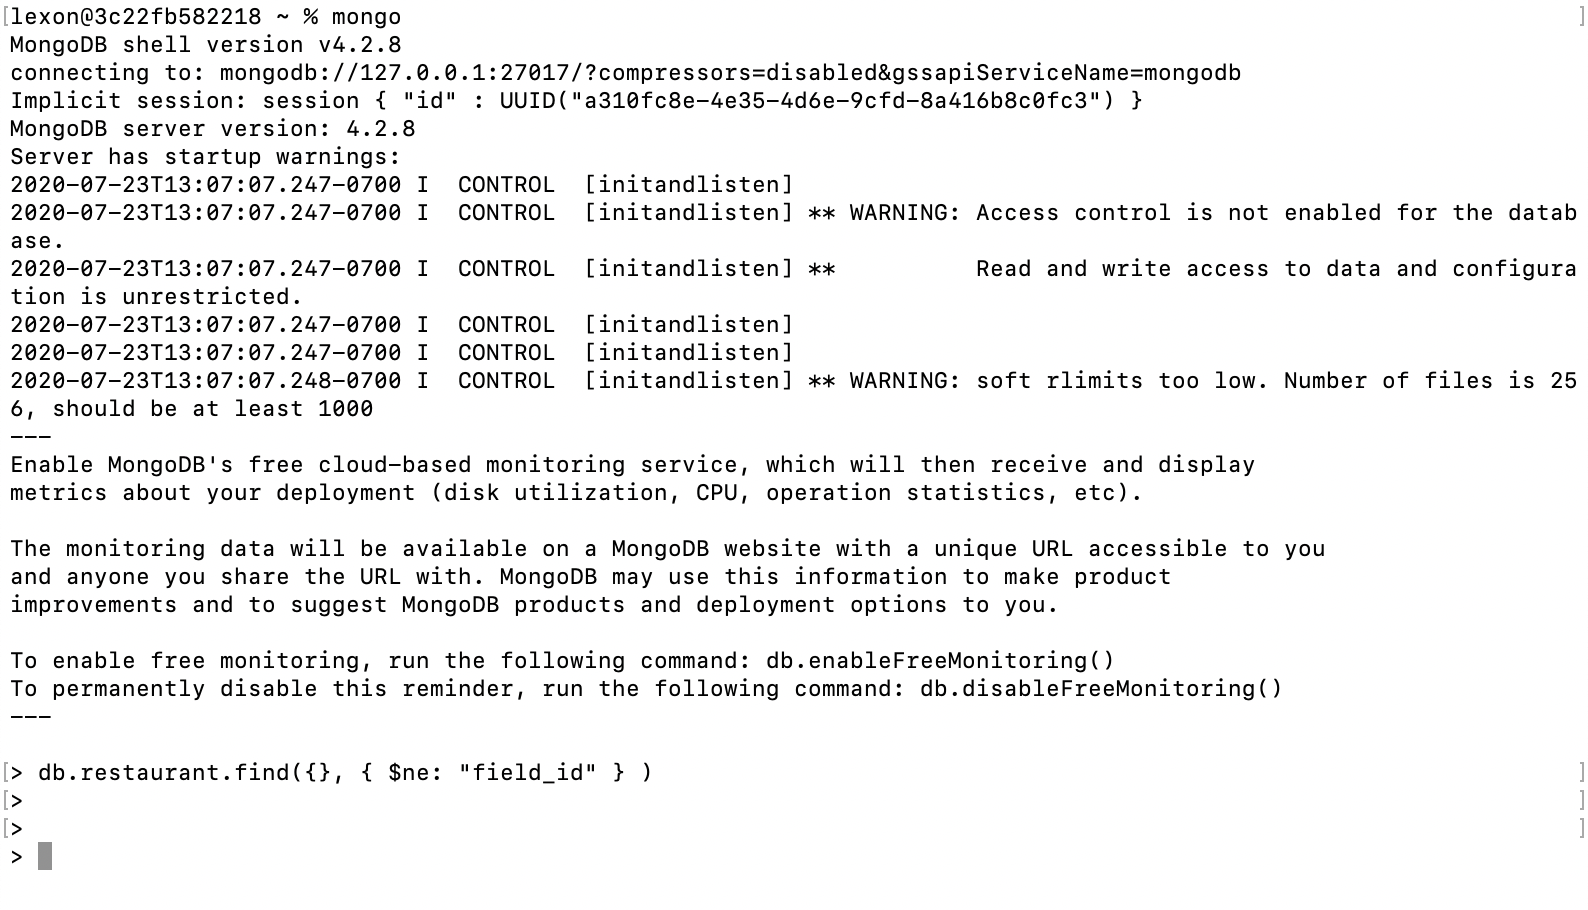 [lexon@3c22fb582218 ~ % mongo ]
MongoDB shell version v4.2.8
connecting to: mongodb://127.0.0.1:27017/?compressors=disabled&gssapiServiceName=mongodb
Implicit session: session { "id" : UUID("a310fc8e-4e35-4d6e-9cfd-8a416b8c0fc3") }
MongoDB server version: 4.2.8
Server has startup warnings:
2020-07-23T13:07:07.247-0700 I  CONTROL  [initandlisten]
2020-07-23T13:07:07.247-0700 I  CONTROL  [initandlisten] ** WARNING: Access control is not enabled for the datab
ase.
2020-07-23T13:07:07.247-0700 I  CONTROL  [initandlisten] **          Read and write access to data and configura
tion is unrestricted.
2020-07-23T13:07:07.247-0700 I  CONTROL  [initandlisten]
2020-07-23T13:07:07.247-0700 I  CONTROL  [initandlisten]
2020-07-23T13:07:07.248-0700 I  CONTROL  [initandlisten] ** WARNING: soft rlimits too low. Number of files is 25
6, should be at least 1000
---
Enable MongoDB's free cloud-based monitoring service, which will then receive and display
metrics about your deployment (disk utilization, CPU, operation statistics, etc).

The monitoring data will be available on a MongoDB website with a unique URL accessible to you
and anyone you share the URL with. MongoDB may use this information to make product
improvements and to suggest MongoDB products and deployment options to you.

To enable free monitoring, run the following command: db.enableFreeMonitoring()
To permanently disable this reminder, run the following command: db.disableFreeMonitoring()
---

[> db.restaurant.find({}, { $ne: "field_id" } ) ]
[> ]
[> ]
>